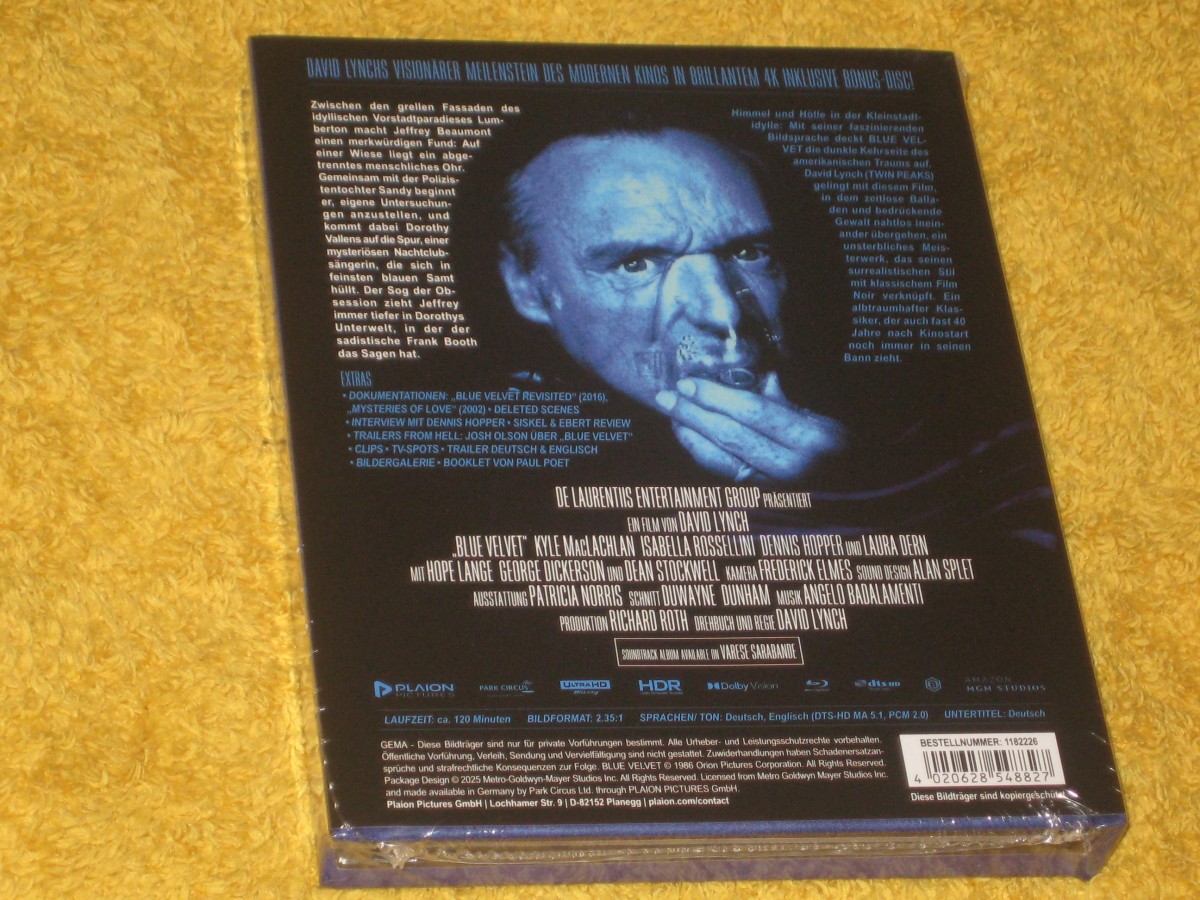 DAVID LYNCHS VISIONÄRER MEILENSTEIN DES MODERNEN KINOS IN BRILLANTEM 4K INKLUSIVE BONUS-DISC!
Zwischen den grellen Fassaden des
idyllischen Vorstadtparadieses Lum-
berton macht Jeffrey Beaumont
einen merkwürdigen Fund: Auf
einer Wiese liegt ein abge-
trenntes menschliches Ohr.
Gemeinsam mit der Polizis-
tentochter Sandy beginnt
er, eigene Untersuchun-
gen anzustellen, und
kommt dabei Dorothy
Vallens auf die Spur, einer
mysteriösen Nachtclub-
sängerin, die sich in
feinsten blauen Samt
hüllt. Der Sog der Ob-
session zieht Jeffrey
immer tiefer in Dorothys
Unterwelt, in der der
sadistische Frank Booth
das Sagen hat.
Himmel und Hölle in der Kleinstadt-
idylle: Mit seiner faszinierenden
Bildsprache deckt BLUE VEL-
VET die dunkle Kehrseite des
amerikanischen Traums auf.
David Lynch (TWIN PEAKS)
gelingt mit diesem Film,
in dem zeitlose Balla-
den und bedrückende
Gewalt nahtlos inein-
ander übergehen, ein
unsterbliches Meis-
terwerk, das seinen
surrealistischen Stil
mit klassischem Film
Noir verknüpft. Ein
albtraumhafter Klas-
siker, der auch fast 40
Jahre nach Kinostart
noch immer in seinen
Bann zieht.
EXTRAS
• DOKUMENTATIONEN: „BLUE VELVET REVISITED" (2016),
„MYSTERIES OF LOVE" (2002) • DELETED SCENES
• INTERVIEW MIT DENNIS HOPPER • SISKEL & EBERT REVIEW
• TRAILERS FROM HELL: JOSH OLSON ÜBER „BLUE VELVET"
• CLIPS • TV-SPOTS • TRAILER DEUTSCH & ENGLISCH
• BILDERGALERIE • BOOKLET VON PAUL POET
DE LAURENTIIS ENTERTAINMENT GROUP PRÄSENTIERT
EIN FILM VON DAVID LYNCH
„BLUE VELVET" KYLE MACLACHLAN ISABELLA ROSSELLINI DENNIS HOPPER UND LAURA DERN
MIT HOPE LANGE GEORGE DICKERSON UND DEAN STOCKWELL KAMERA FREDERICK ELMES SOUND DESIGN ALAN SPLET
AUSSTATTUNG PATRICIA NORRIS SCHNITT DUWAYNE DUNHAM MUSIK ANGELO BADALAMENTI
PRODUKTION RICHARD ROTH DREHBUCH UND REGIE DAVID LYNCH
SOUNDTRACK ALBUM AVAILABLE ON VARESE SARABANDE
PLAION PICTURES PARK CIRCUS ULTRA HD Blu-ray HDR Dolby Vision Blu-ray dts HD AMAZON MGM STUDIOS
LAUFZEIT: ca. 120 Minuten BILDFORMAT: 2.35:1 SPRACHEN/ TON: Deutsch, Englisch (DTS-HD MA 5.1, PCM 2.0) UNTERTITEL: Deutsch
GEMA - Diese Bildträger sind nur für private Vorführungen bestimmt. Alle Urheber- und Leistungsschutzrechte vorbehalten.
Öffentliche Vorführung, Verleih, Sendung und Vervielfältigung sind nicht gestattet. Zuwiderhandlungen haben Schadenersatzan-
sprüche und strafrechtliche Konsequenzen zur Folge. BLUE VELVET © 1986 Orion Pictures Corporation. All Rights Reserved.
Package Design © 2025 Metro-Goldwyn-Mayer Studios Inc. All Rights Reserved. Licensed from Metro Goldwyn Mayer Studios Inc.
and made available in Germany by Park Circus Ltd. through PLAION PICTURES GmbH.
Plaion Pictures GmbH | Lochhamer Str. 9 | D-82152 Planegg | plaion.com/contact
BESTELLNUMMER: 1182226
4 020628 548827
Diese Bildträger sind kopiergeschützt